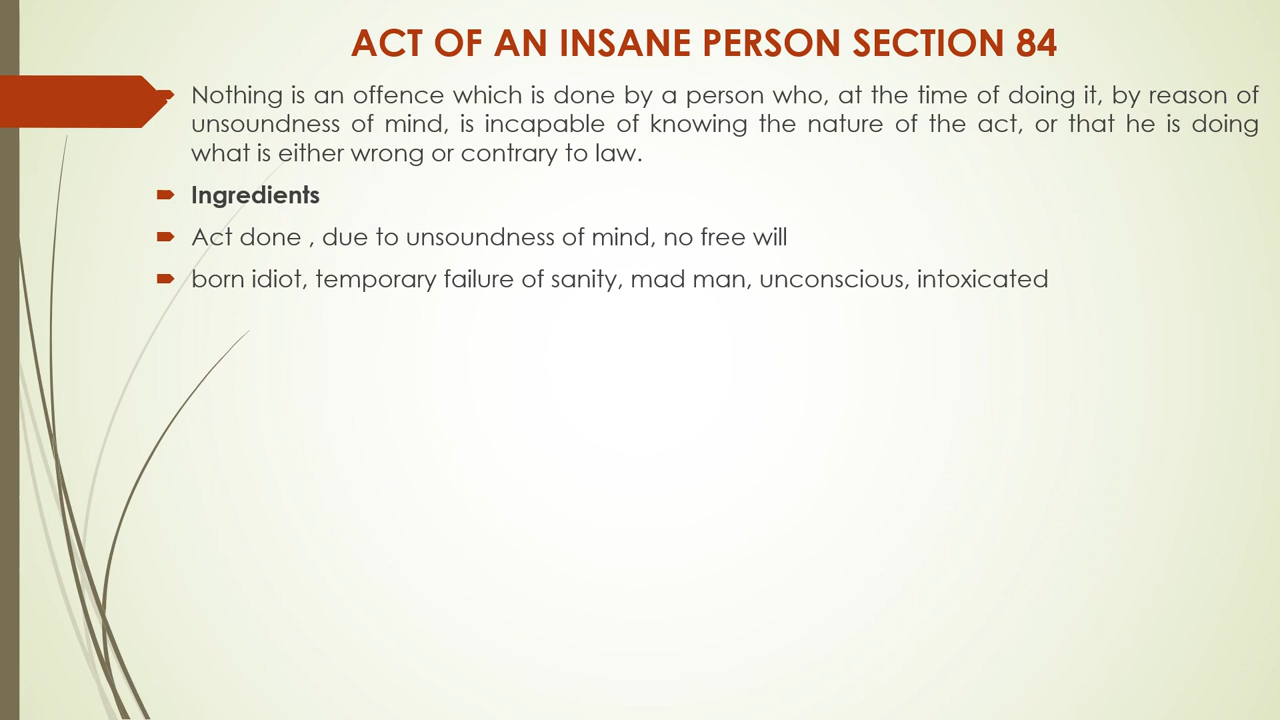 ACT OF AN INSANE PERSON SECTION 84
Nothing is an offence which is done by a person who, at the time of doing it, by reason of
unsoundness of mind, is incapable of knowing the nature of the act, or that he is doing
what is either wrong or contrary to law.
Ingredients
Act done , due to unsoundness of mind, no free will
born idiot, temporary failure of sanity, mad man, unconscious, intoxicated